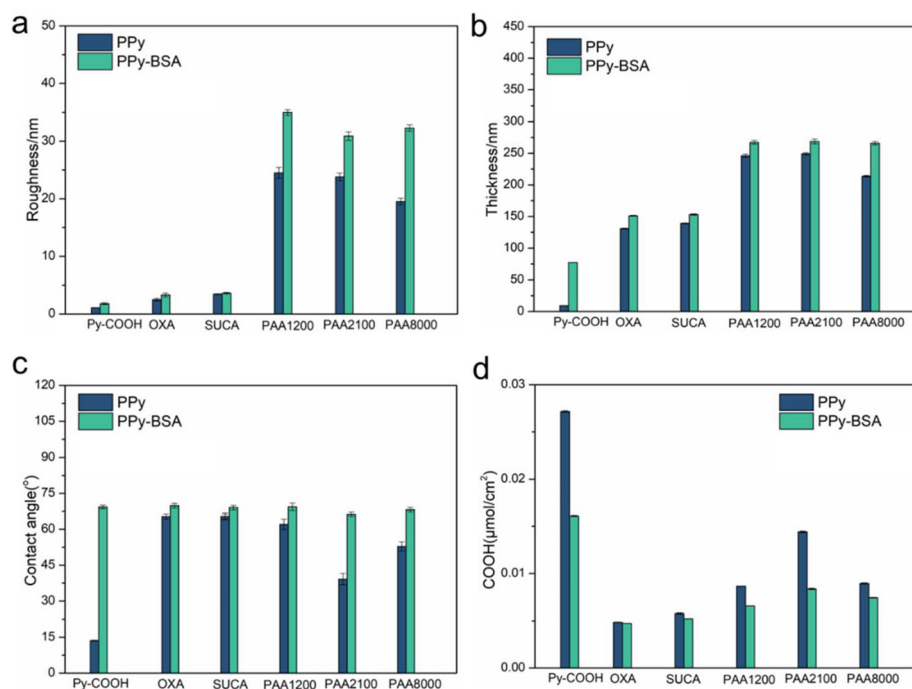 a
50
40
30
20
10
0
Roughness/nm
PPy
PPy-BSA
Py-COOH OXA SUCA PAA1200 PAA2100 PAA8000
b
450
400
350
300
250
200
150
100
50
0
Thickness/nm
PPy
PPy-BSA
Py-COOH OXA SUCA PAA1200 PAA2100 PAA8000
c
120
105
90
75
60
45
30
15
0
Contact angle(°)
PPy
PPy-BSA
Py-COOH OXA SUCA PAA1200 PAA2100 PAA8000
d
0.03
0.02
0.01
0.00
COOH(μmol/cm²)
PPy
PPy-BSA
Py-COOH OXA SUCA PAA1200 PAA2100 PAA8000